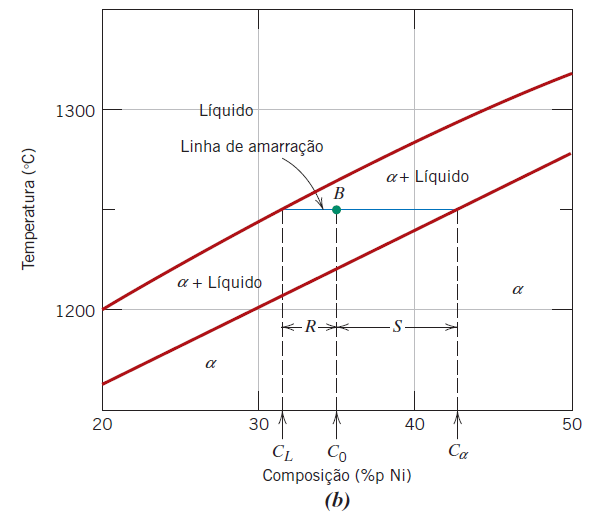 1300
Líquido
Linha de amarração
α + Líquido
B
Temperatura (°C)
α + Líquido
α
1200
R
S
α
20
30
40
50
C_L
C_0
C_α
Composição (%p Ni)
(b)